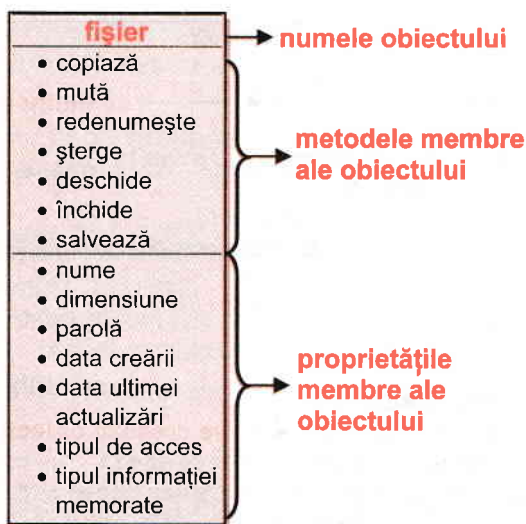 fişier
numele obiectului
• copiază
• mută
• redenumeşte
• şterge
• deschide
• închide
• salvează
metodele membre
ale obiectului
• nume
• dimensiune
• parolă
• data creării
• data ultimei
actualizări
• tipul de acces
• tipul informaţiei
memorate
proprietăţile
membre ale
obiectului